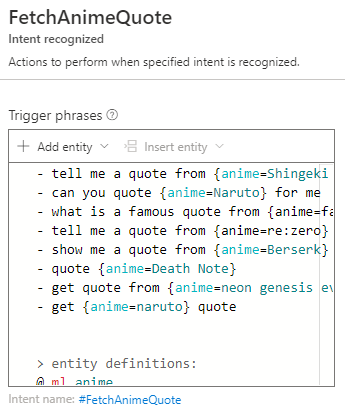 FetchAnimeQuote
Intent recognized
Actions to perform when specified intent is recognized.
Trigger phrases
Add entity Insert entity
- tell me a quote from {anime=Shingeki
- can you quote {anime=Naruto} for me
- what is a famous quote from {anime=fa
- tell me a quote from {anime=re:zero}
- show me a quote from {anime=Berserk}
- quote {anime=Death Note}
- get quote from {anime=neon genesis ev
- get {anime=naruto} quote
> entity definitions:
@ ml anime
Intent name: #FetchAnimeQuote